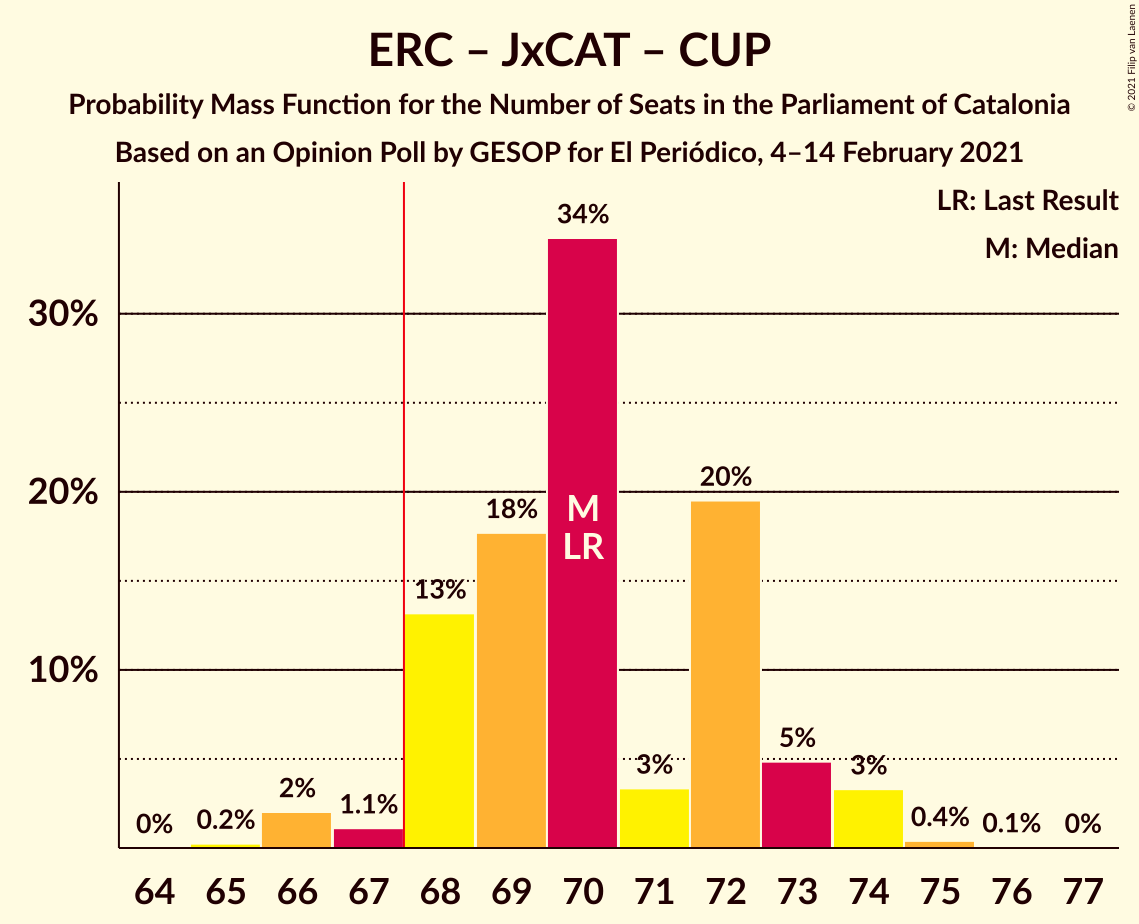 ERC – JxCAT – CUP
Probability Mass Function for the Number of Seats in the Parliament of Catalonia
Based on an Opinion Poll by GESOP for El Periódico, 4–14 February 2021
© 2021 Filip van Laenen
LR: Last Result
M: Median
34%
30%
20%
20%
18%
M
LR
13%
10%
5%
3%
3%
2%
1.1%
0.4%
0.2%
0.1%
0%
0%
64 65 66 67 68 69 70 71 72 73 74 75 76 77